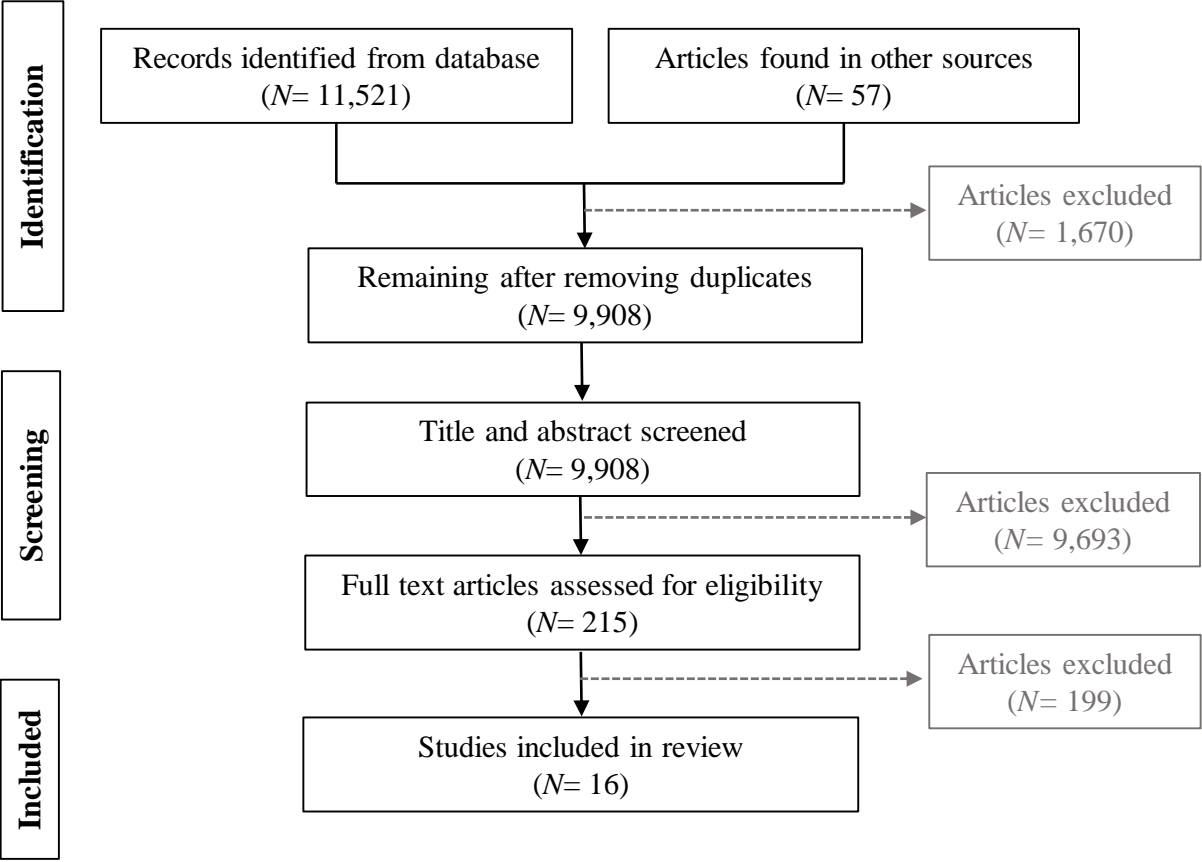 Identification
Records identified from database
(N= 11,521)
Articles found in other sources
(N= 57)
Articles excluded
(N= 1,670)
Remaining after removing duplicates
(N= 9,908)
Screening
Title and abstract screened
(N= 9,908)
Articles excluded
(N= 9,693)
Full text articles assessed for eligibility
(N= 215)
Articles excluded
(N= 199)
Included
Studies included in review
(N= 16)